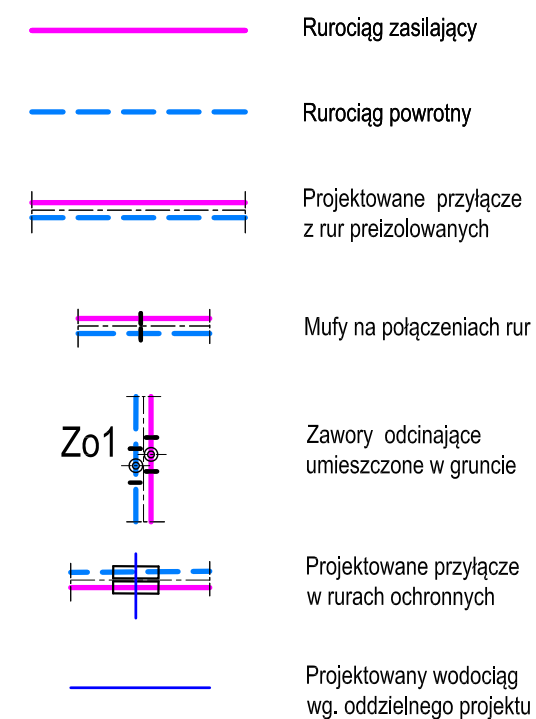 Rurociąg zasilający
Rurociąg powrotny
Projektowane przyłącze
z rur preizolowanych
Mufy na połączeniach rur
Zo1
Zawory odcinające
umieszczone w gruncie
Projektowane przyłącze
w rurach ochronnych
Projektowany wodociąg
wg. oddzielnego projektu